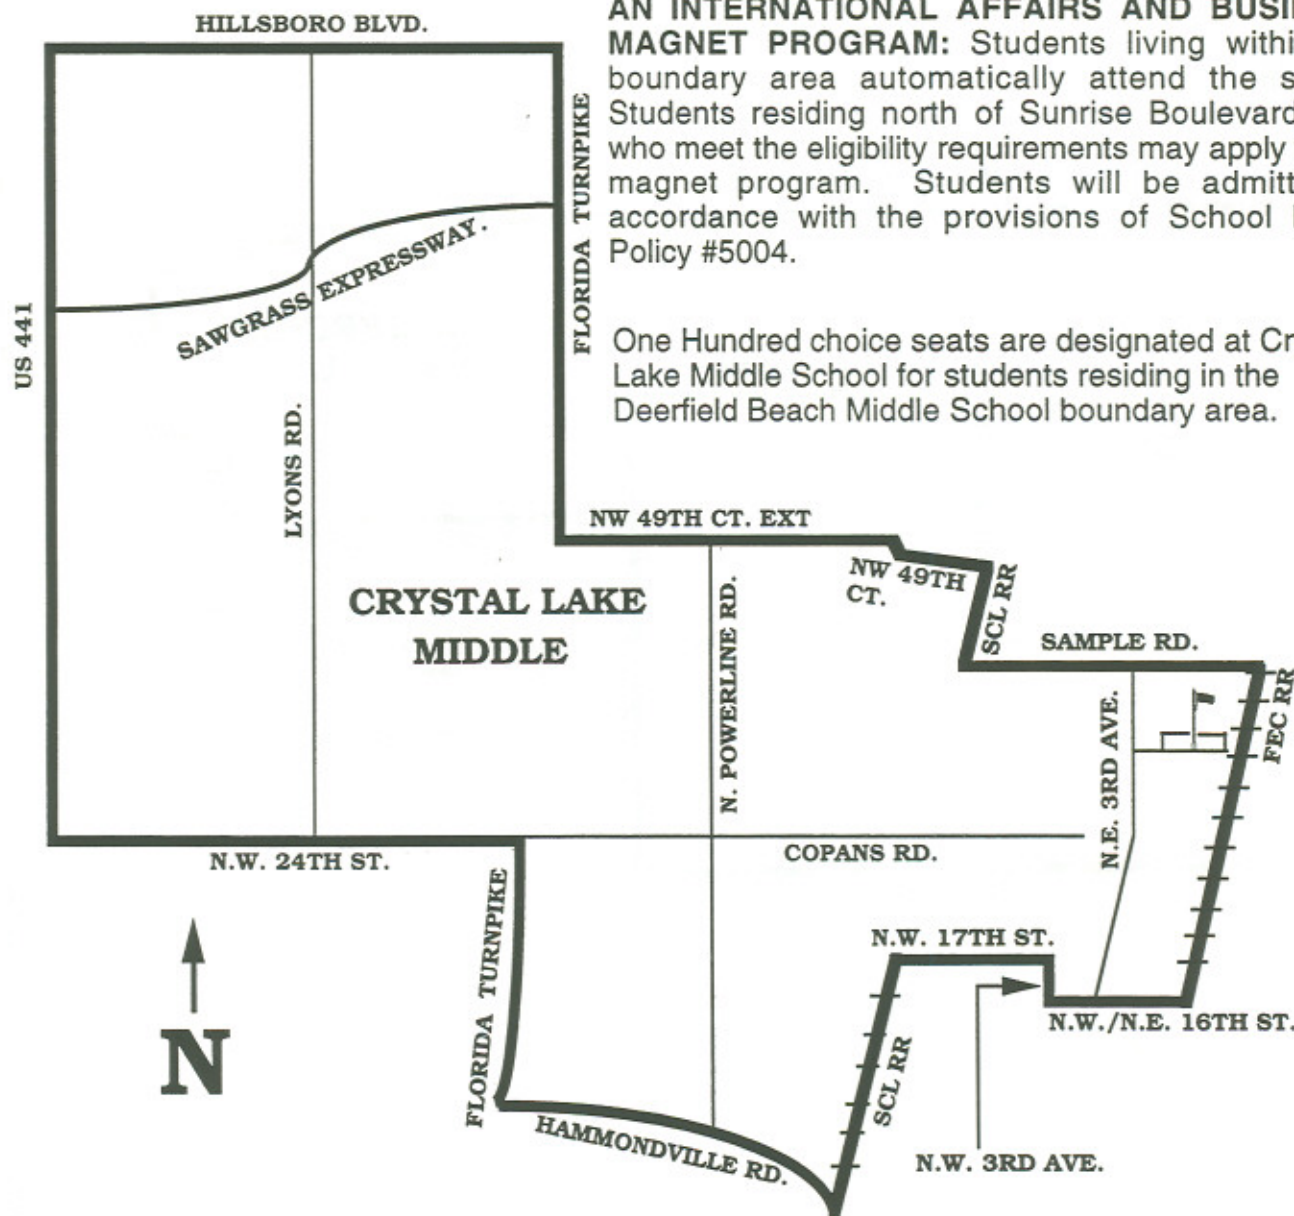 HILLSBORO BLVD.
AN INTERNATIONAL AFFAIRS AND
MAGNET PROGRAM: Students living
boundary area automatically attend the
Students residing north of Sunrise Boulevard
who meet the eligibility requirements may apply
magnet program. Students will be
accordance with the provisions of School
Policy #5004.
One Hundred choice seats are designated at
Lake Middle School for students residing in the
Deerfield Beach Middle School boundary area.
FLORIDA TURNPIKE
SAWGRASS EXPRESSWAY.
US 441
LYONS RD.
NW 49TH CT. EXT
NW 49TH
CT.
SCL RR
SAMPLE RD.
CRYSTAL LAKE
MIDDLE
N. POWERLINE RD.
N.E. 3RD AVE.
FEC RR
N.W. 24TH ST.
COPANS RD.
FLORIDA TURNPIKE
N.W. 17TH ST.
N
N.W./N.E. 16TH ST.
SCL RR
HAMMONDVILLE RD.
N.W. 3RD AVE.